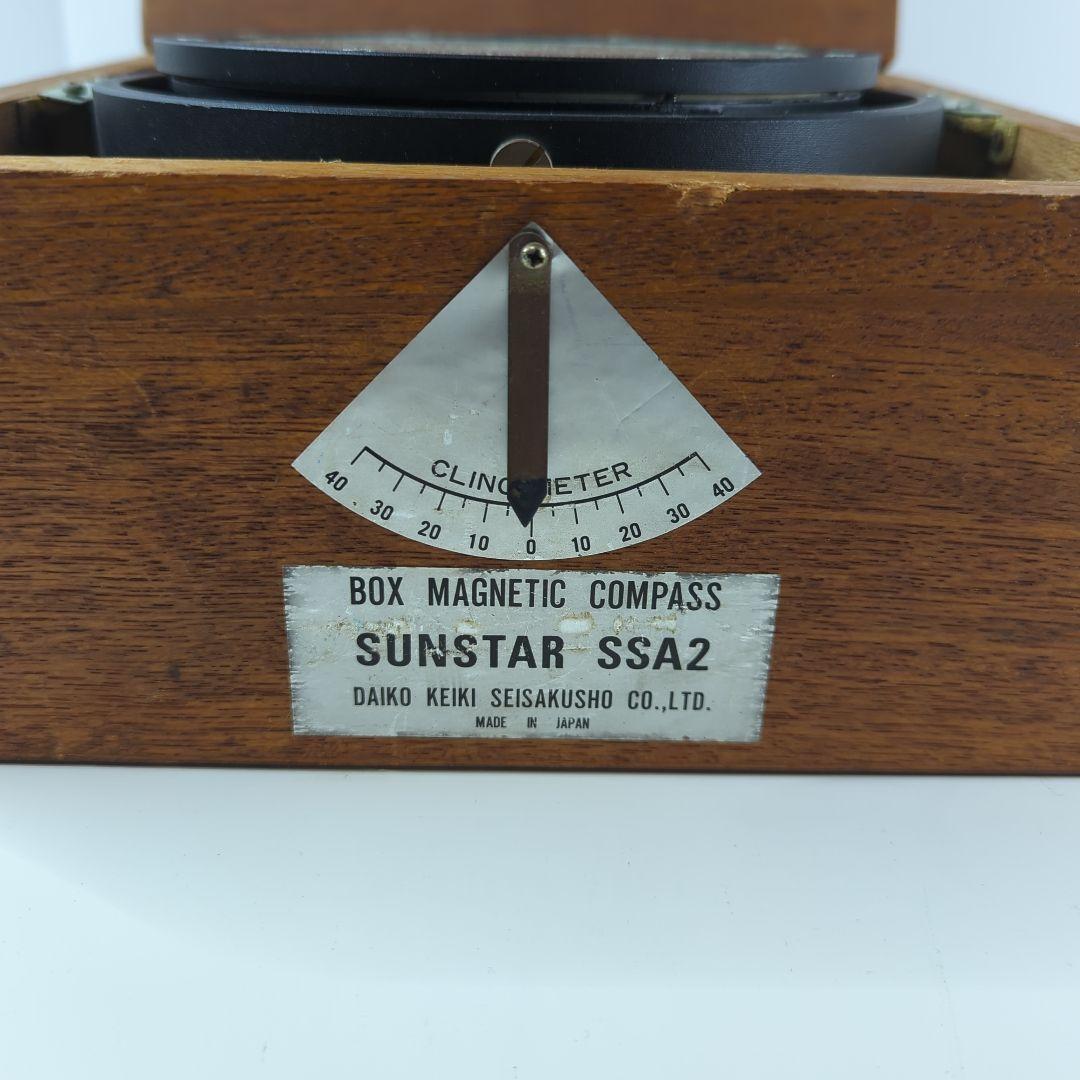 CLINOMETER
40 30 20 10 0 10 20 30 40
BOX MAGNETIC COMPASS
SUNSTAR SSA2
DAIKO KEIKI SEISAKUSHO CO.,LTD.
MADE IN JAPAN